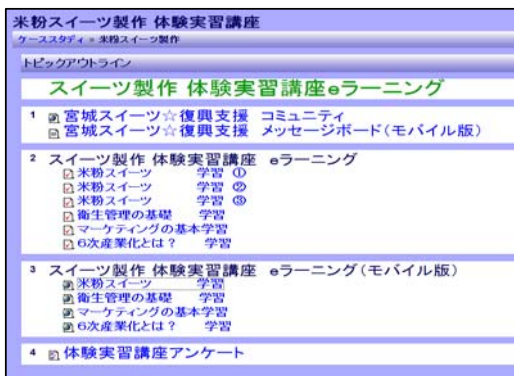 米粉スイーツ製作 体験実習講座
ケーススタディ » 米粉スイーツ製作
トピックアウトライン
スイーツ製作 体験実習講座eラーニング
1 宮城スイーツ☆復興支援 コミュニティ
宮城スイーツ☆復興支援 メッセージボード(モバイル版)
2 スイーツ製作 体験実習講座 eラーニング
米粉スイーツ 学習 ①
米粉スイーツ 学習 ②
米粉スイーツ 学習 ③
衛生管理の基礎 学習
マーケティングの基本学習
6次産業化とは? 学習
3 スイーツ製作 体験実習講座 eラーニング(モバイル版)
米粉スイーツ 学習
衛生管理の基礎 学習
マーケティングの基本学習
6次産業化とは? 学習
4 体験実習講座アンケート